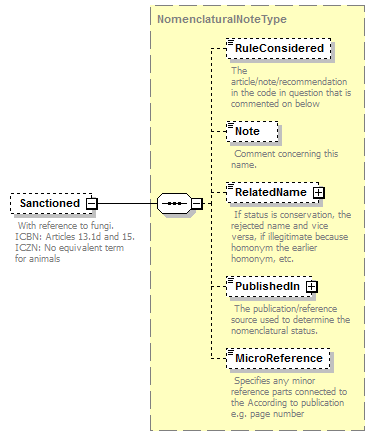 NomenclaturalNoteType
RuleConsidered
The
article/note/recommendation
in the code in question that is
commented on below
Note
Comment concerning this
name.
Sanctioned
With reference to fungi.
ICBN: Articles 13.1d and 15.
ICZN: No equivalent term
for animals
RelatedName
If status is conservation, the
rejected name and vice
versa, if illegitimate because
homonym the earlier
homonym, etc.
PublishedIn
The publication/reference
source used to determine the
nomenclatural status.
MicroReference
Specifies any minor
reference parts connected to
the According to publication
e.g. page number